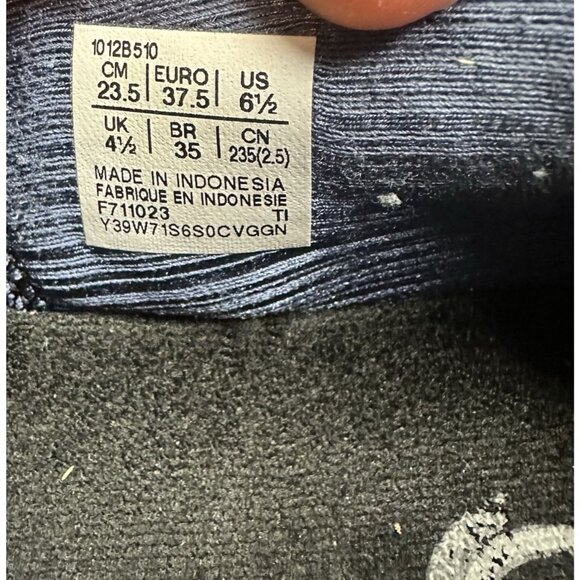 1012B510
CM | EURO | US
23.5 | 37.5 | 6½
UK | BR | CN
4½ | 35 | 235(2.5)
MADE IN INDONESIA
FABRIQUE EN INDONESIE
F711023 TI
Y39W71S6S0CVGGN